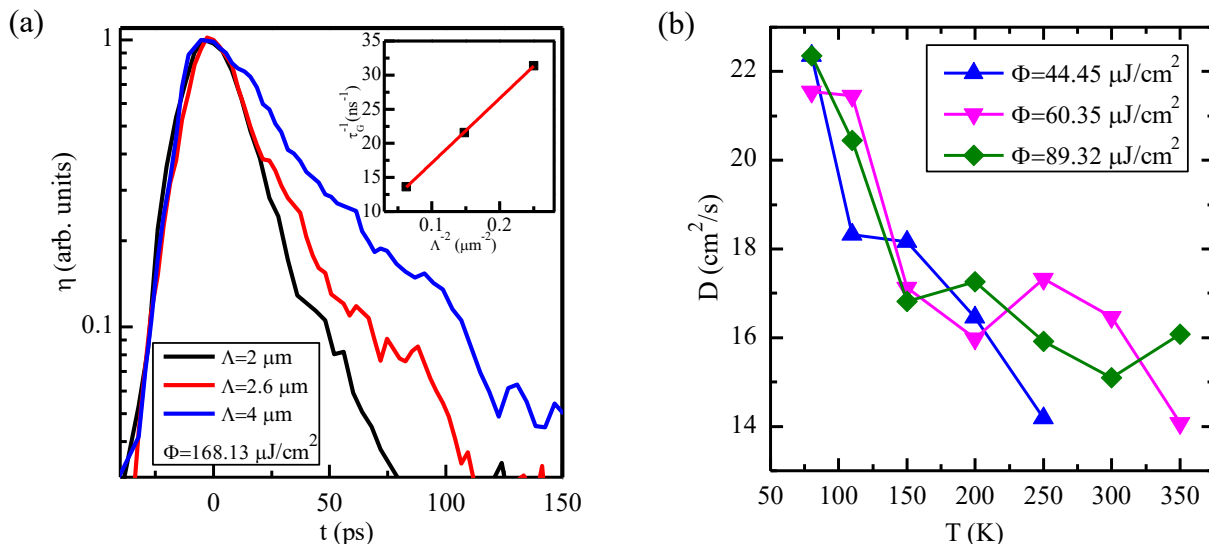 (a)
η (arb. units)
1
0.1
0
50
100
150
t (ps)
Λ=2 μm
Λ=2.6 μm
Λ=4 μm
Φ=168.13 μJ/cm²
τ_G⁻¹(ns⁻¹)
35
30
25
20
15
10
0.1
0.2
Λ⁻² (μm⁻²)
(b)
D (cm²/s)
22
20
18
16
14
50
100
150
200
250
300
350
T (K)
Φ=44.45 μJ/cm²
Φ=60.35 μJ/cm²
Φ=89.32 μJ/cm²